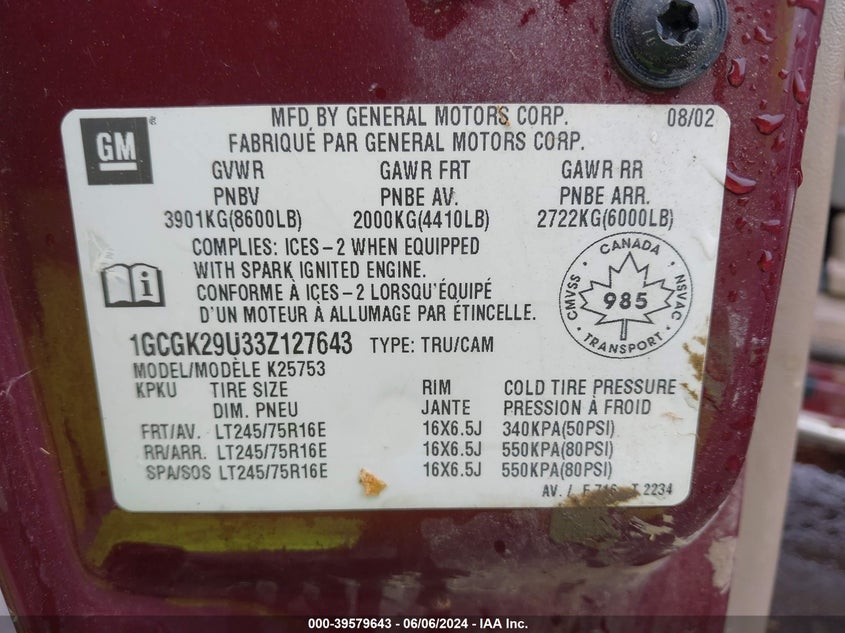 GM
®
MFD BY GENERAL MOTORS CORP. 08/02
FABRIQUÉ PAR GENERAL MOTORS CORP.
GVWR GAWR FRT GAWR RR
PNBV PNBE AV. PNBE ARR.
3901KG(8600LB) 2000KG(4410LB) 2722KG(6000LB)
COMPLIES: ICES-2 WHEN EQUIPPED
WITH SPARK IGNITED ENGINE.
CONFORME À ICES-2 LORSQU'ÉQUIPÉ
D'UN MOTEUR À ALLUMAGE PAR ÉTINCELLE.
CANADA
CMVSS 985 NSVAC
TRANSPORT
1GCGK29U33Z127643 TYPE: TRU/CAM
MODEL/MODÈLE K25753
KPKU TIRE SIZE RIM COLD TIRE PRESSURE
DIM. PNEU JANTE PRESSION À FROID
FRT/AV. LT245/75R16E 16X6.5J 340KPA(50PSI)
RR/ARR. LT245/75R16E 16X6.5J 550KPA(80PSI)
SPA/SOS LT245/75R16E 16X6.5J 550KPA(80PSI)
AV. / T 2234
000-39579643 - 06/06/2024 - IAA Inc.